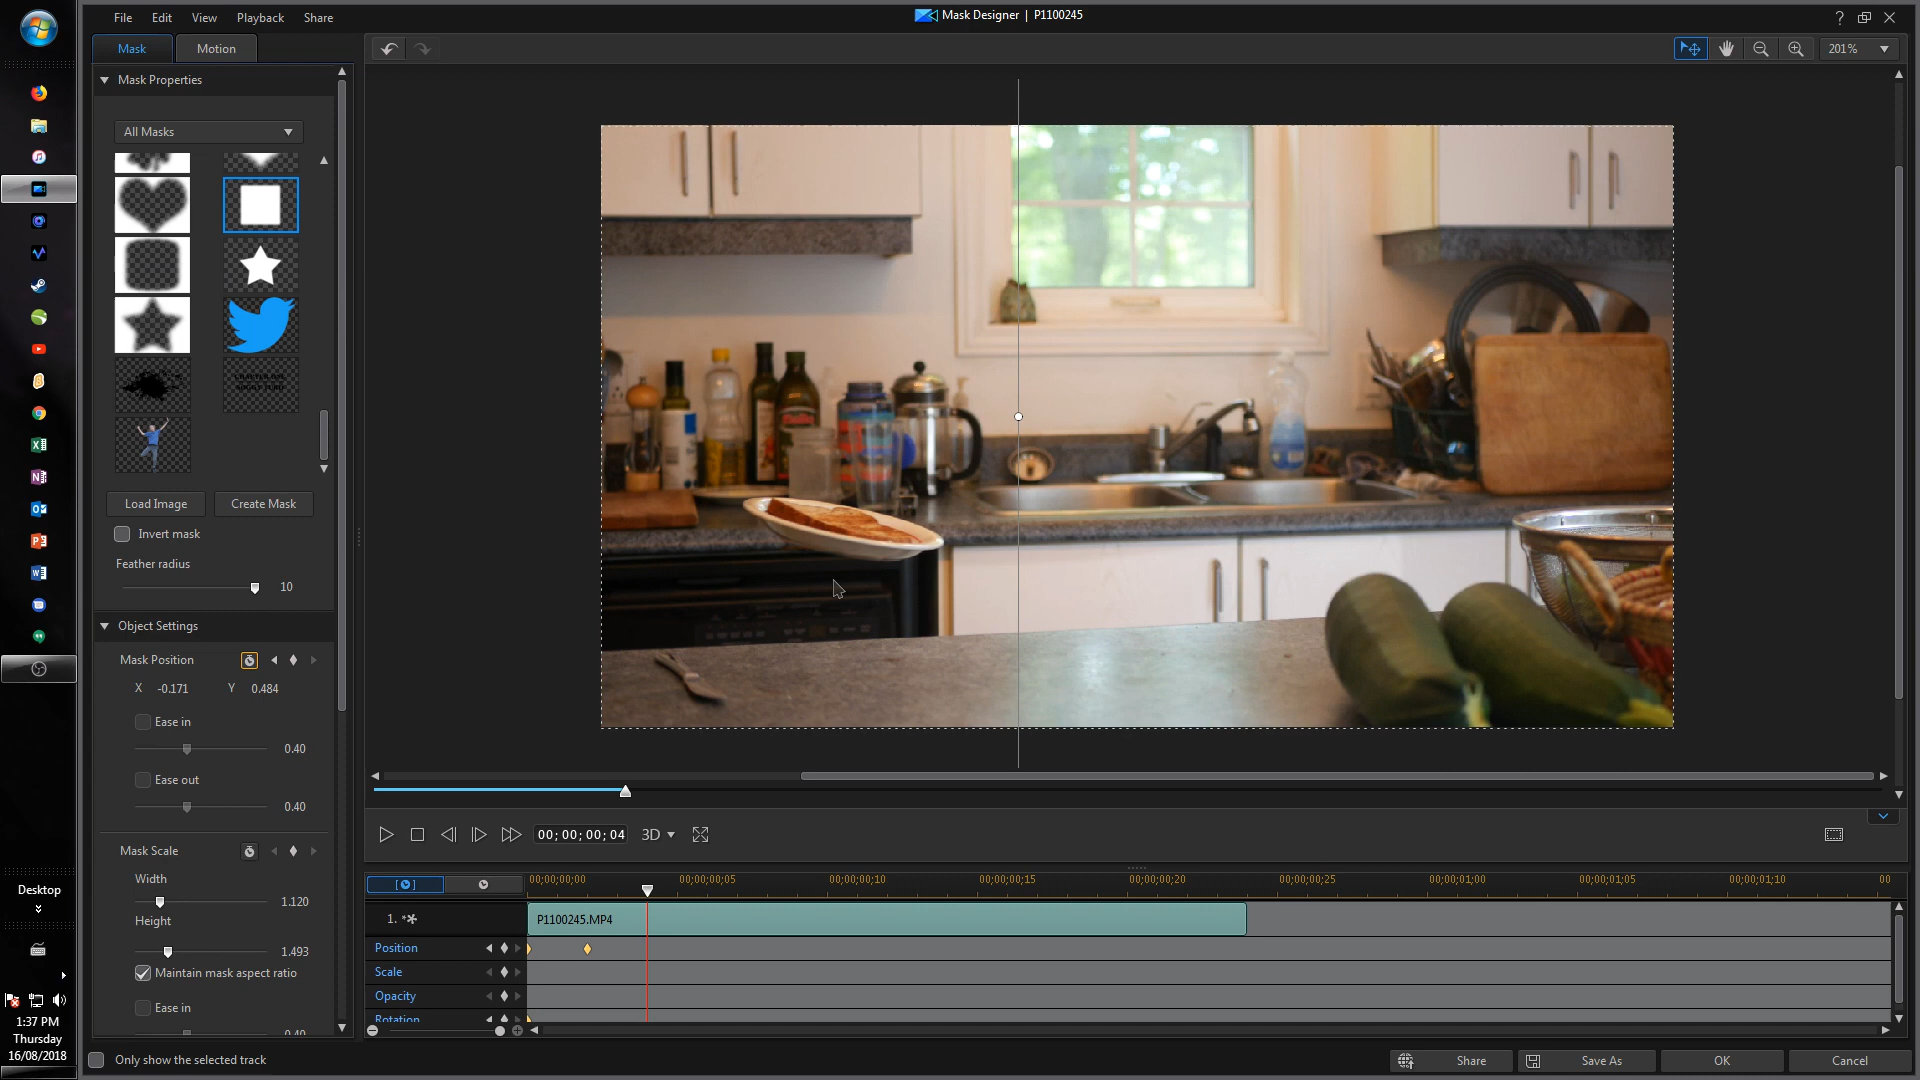 File Edit View Playback Share
Mask Designer | P1100245
?
Mask Motion
201%
Mask Properties
All Masks
Load Image Create Mask
Invert mask
Feather radius
10
Object Settings
Mask Position
X -0.171 Y 0.484
Ease in
0.40
Ease out
0.40
Mask Scale
Width
1.120
Height
1.493
Maintain mask aspect ratio
Ease in
0.40
Only show the selected track
00;00;00;04 3D
00;00;00;00 00;00;00;05 00;00;00;10 00;00;00;15 00;00;00;20 00;00;00;25 00;00;01;00 00;00;01;05 00;00;01;10 00
1. P1100245.MP4
Position
Scale
Opacity
Rotation
Share Save As OK Cancel
Desktop
1:37 PM
Thursday
16/08/2018